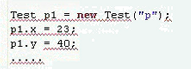 Test p1 = new Test("p");
p1.x = 23;
p1.y = 40;
.....